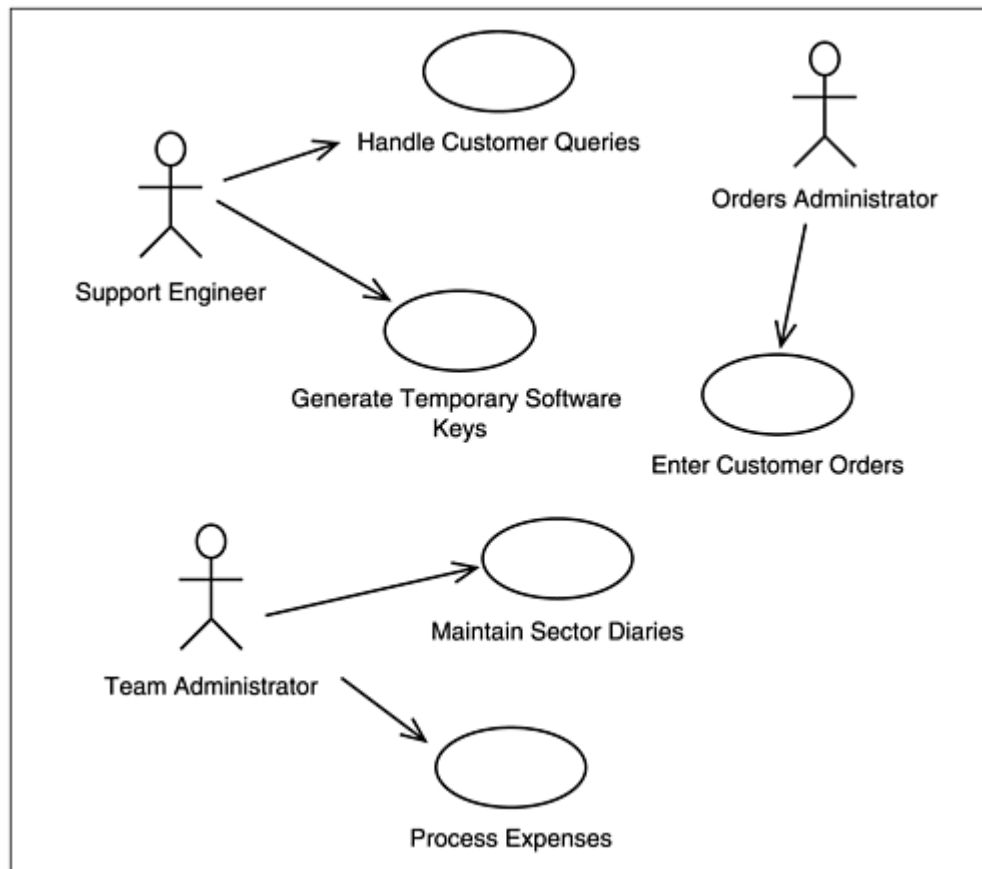 Handle Customer Queries
Orders Administrator
Support Engineer
Generate Temporary Software
Keys
Enter Customer Orders
Maintain Sector Diaries
Team Administrator
Process Expenses